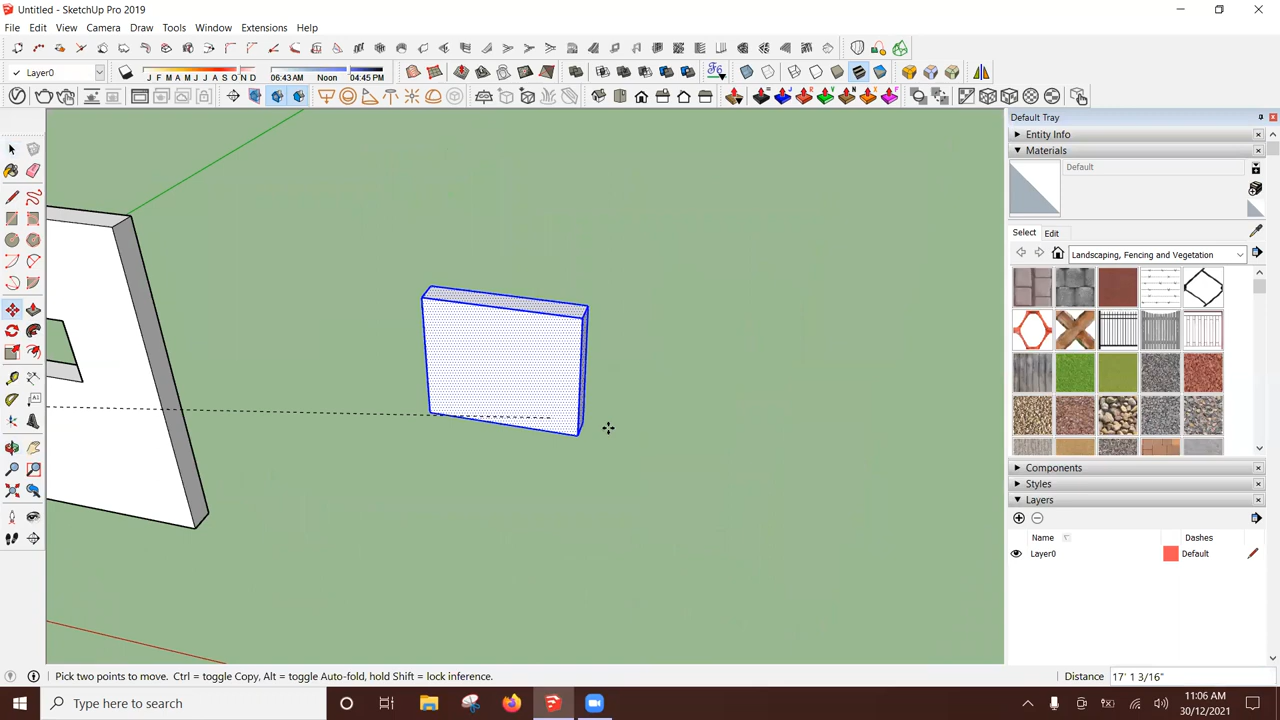 Untitled - SketchUp Pro 2019
File Edit View Camera Draw Tools Window Extensions Help
Layer0
J F M A M J J A S O N D
06:43 AM Noon 04:45 PM
Default Tray
Entity Info
Materials
Default
Select Edit
Landscaping, Fencing and Vegetation
Components
Styles
Layers
Name Dashes
Layer0 Default
Pick two points to move. Ctrl = toggle Copy, Alt = toggle Auto-fold, hold Shift = lock inference.
Distance 17' 1 3/16"
Type here to search
11:06 AM
30/12/2021